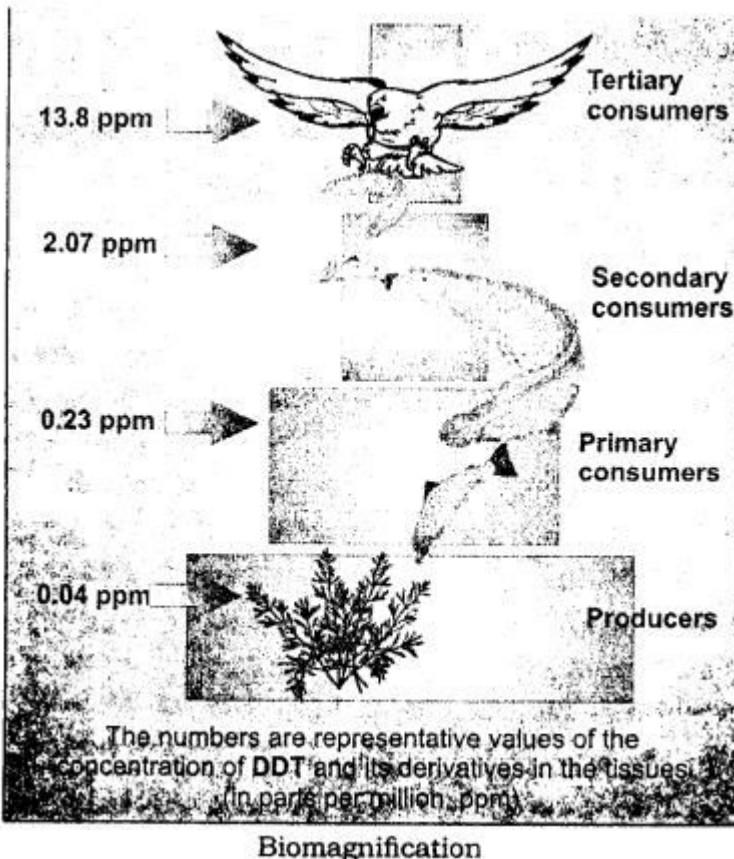 13.8 ppm
Tertiary
consumers
2.07 ppm
Secondary
consumers
0.23 ppm
Primary
consumers
0.04 ppm
Producers
The numbers are representative values of the
concentration of DDT and its derivatives in the tissues
(in parts per million, ppm)
Biomagnification